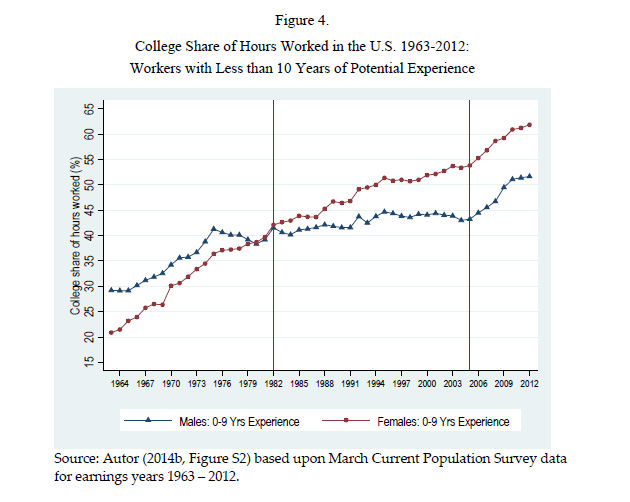 Figure 4.
College Share of Hours Worked in the U.S. 1963-2012:
Workers with Less than 10 Years of Potential Experience
College share of hours worked (%)
65
60
55
50
45
40
35
30
25
20
15
1964 1967 1970 1973 1976 1979 1982 1985 1988 1991 1994 1997 2000 2003 2006 2009 2012
Males: 0-9 Yrs Experience Females: 0-9 Yrs Experience
Source: Autor (2014b, Figure S2) based upon March Current Population Survey data
for earnings years 1963 – 2012.